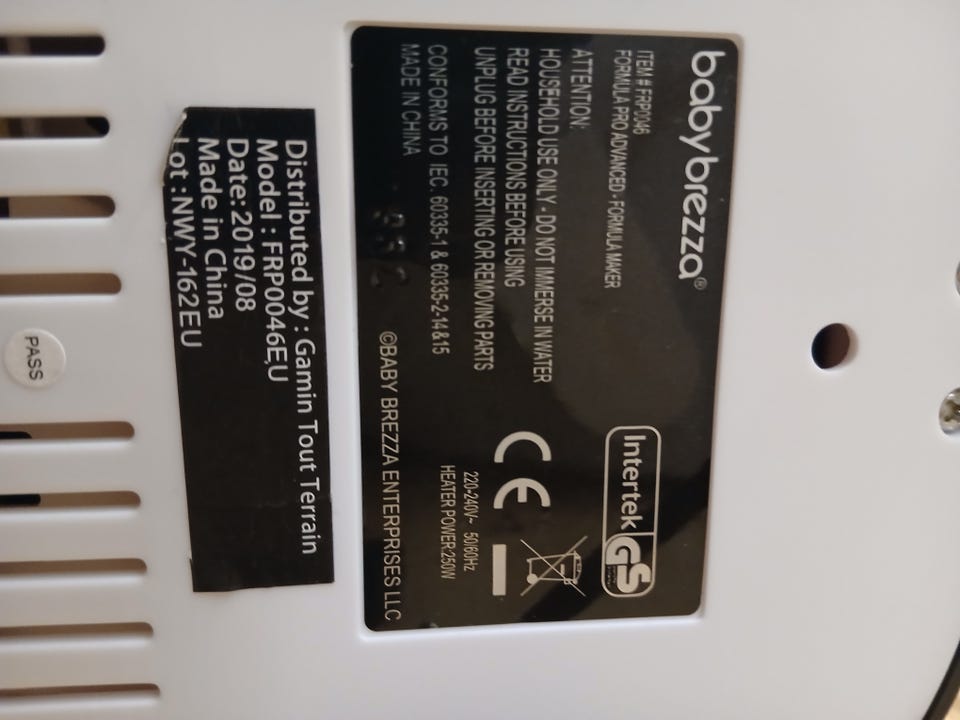 babybrezza®
ITEM # FRP0046
FORMULA PRO ADVANCED - FORMULA MAKER
ATTENTION:
HOUSEHOLD USE ONLY - DO NOT IMMERSE IN WATER
READ INSTRUCTIONS BEFORE USING
UNPLUG BEFORE INSERTING OR REMOVING PARTS
CONFORMS TO IEC. 60335-1 & 60335-2-14&15
MADE IN CHINA
Intertek GS
CE
220-240V~ 50/60Hz
HEATER POWER:250W
©BABY BREZZA ENTERPRISES LLC
Distributed by : Gamin Tout Terrain
Model : FRP0046E,U
Date: 2019/08
Made in China
Lot : NWY-162EU
PASS